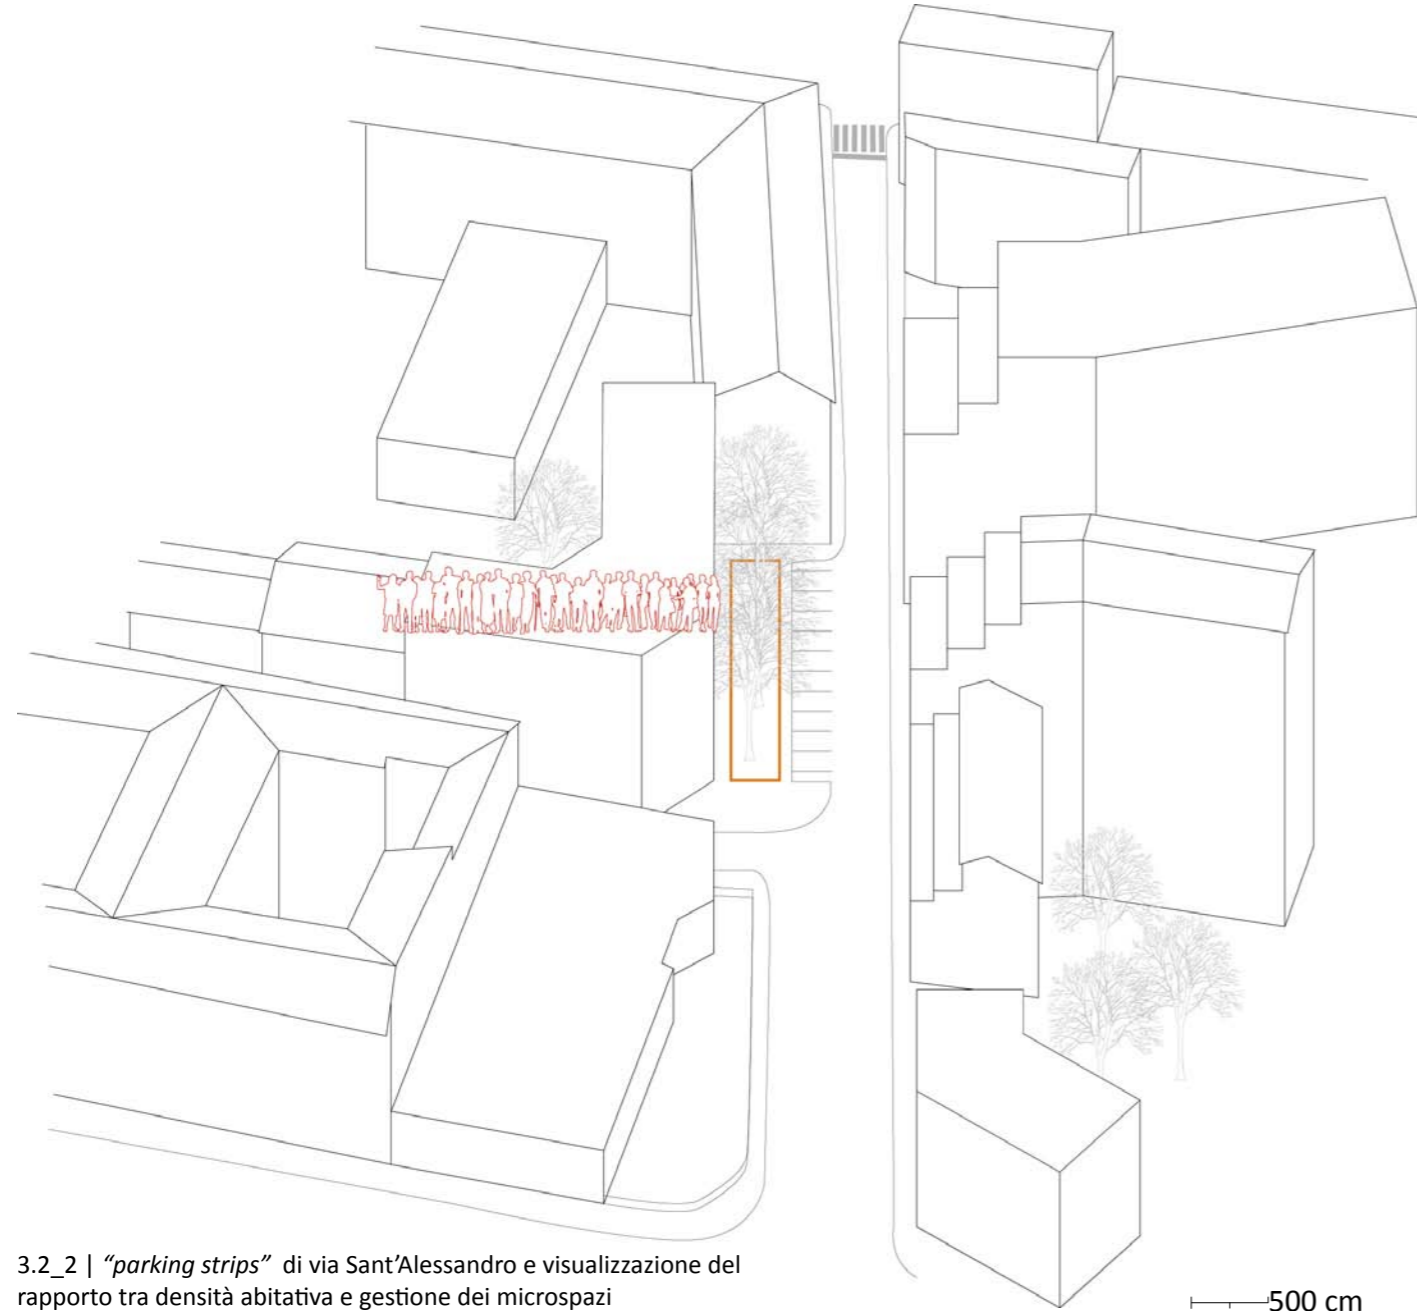 3.2_2 | “parking strips” di via Sant’Alessandro e visualizzazione del
rapporto tra densità abitativa e gestione dei microspazi
500 cm